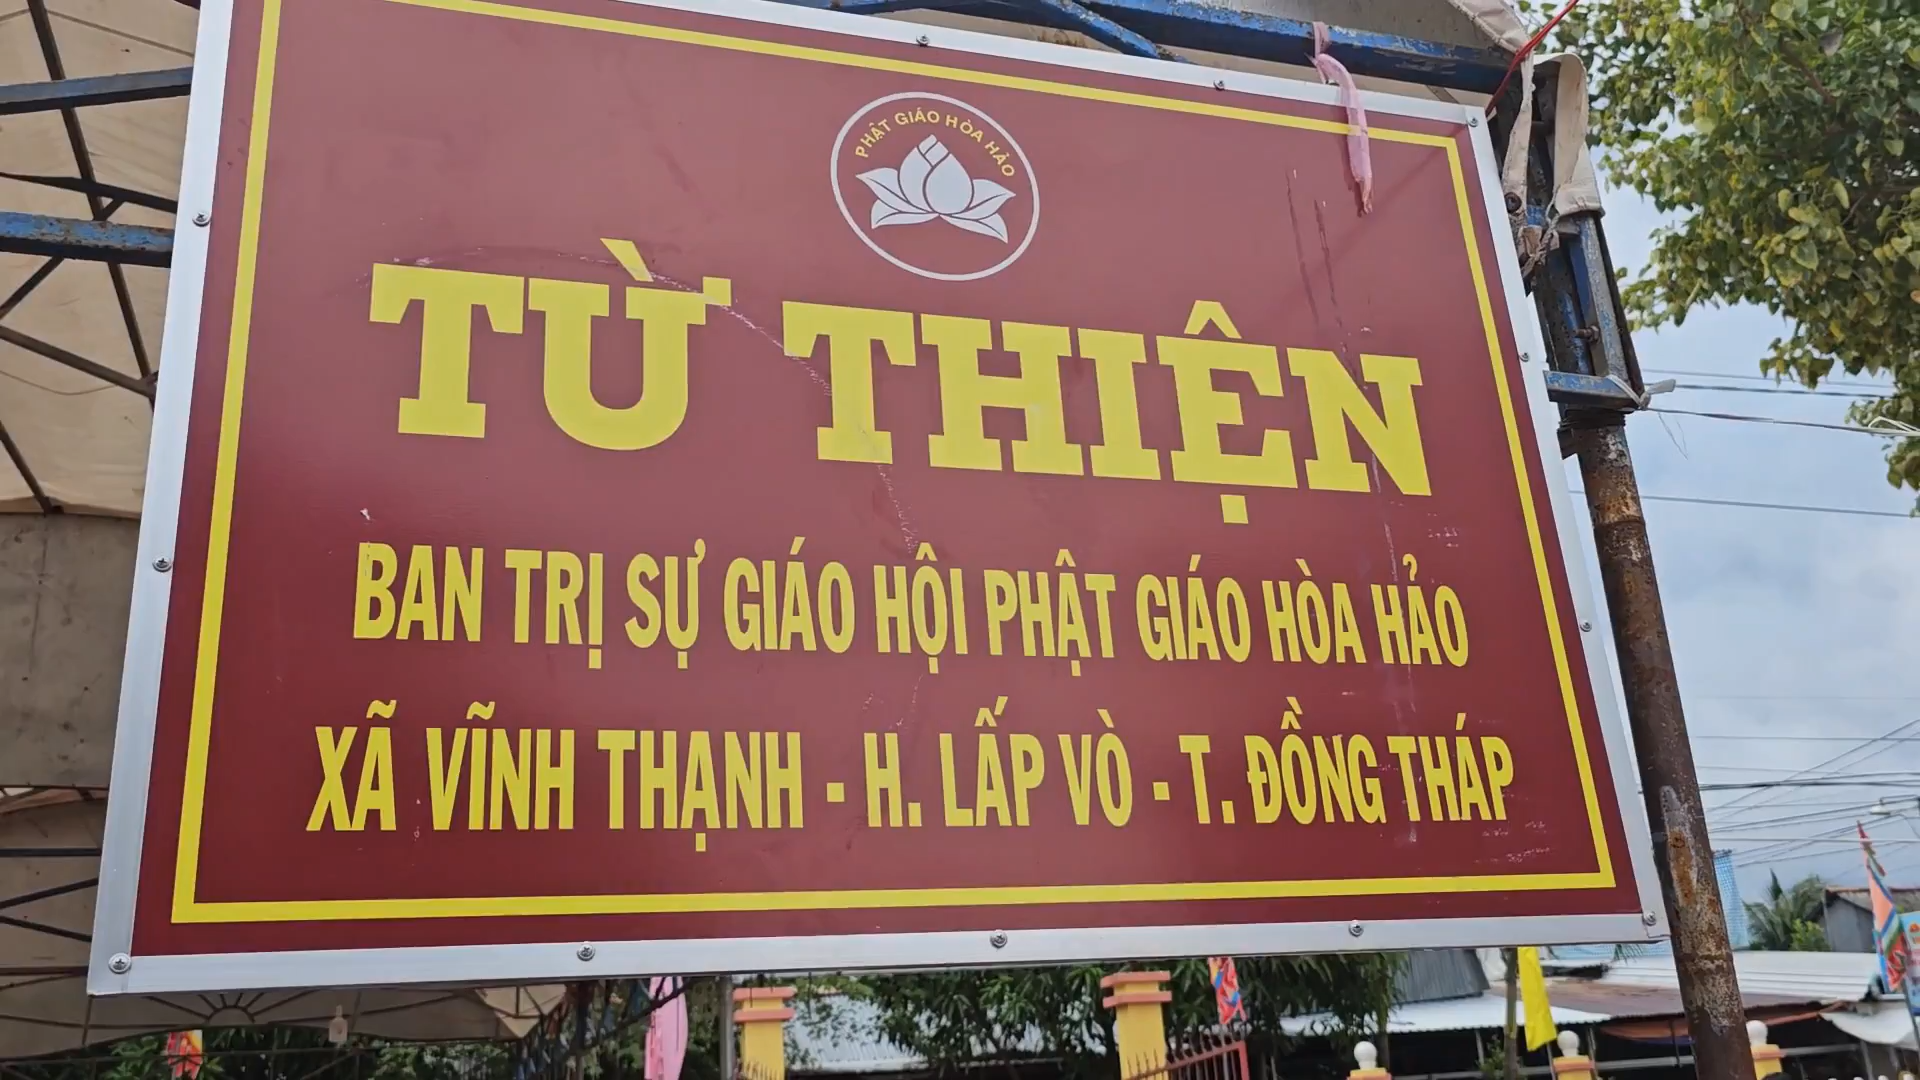 PHẬT GIÁO HÒA HẢO
TỪ THIỆN
BAN TRỊ SỰ GIÁO HỘI PHẬT GIÁO HÒA HẢO
XÃ VĨNH THẠNH - H. LẤP VÒ - T. ĐỒNG THÁP